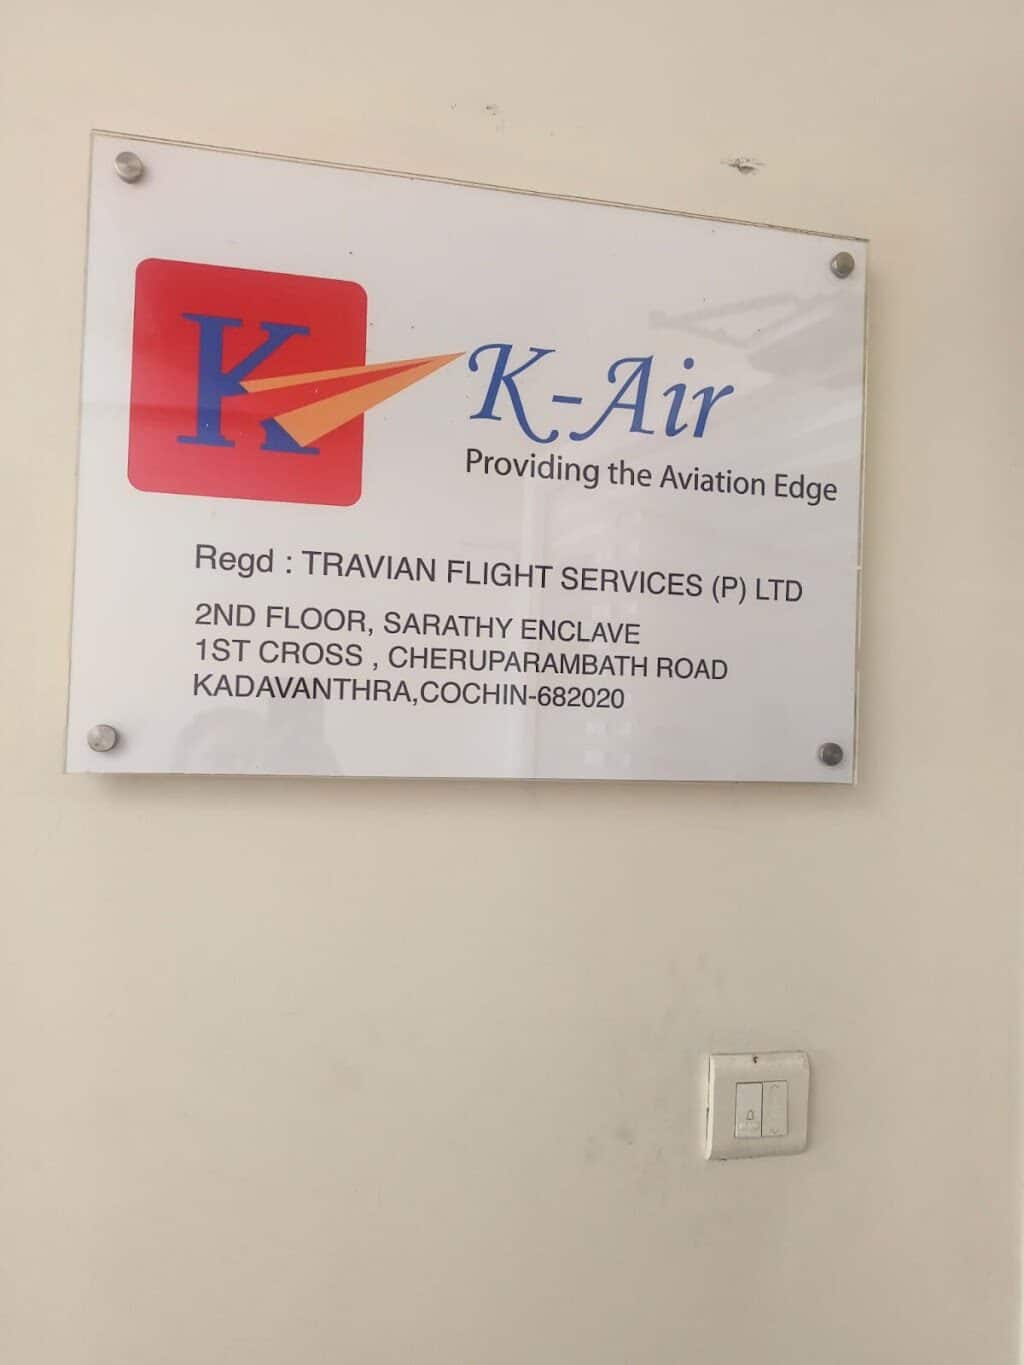 K
K-Air
Providing the Aviation Edge
Regd : TRAVIAN FLIGHT SERVICES (P) LTD
2ND FLOOR, SARATHY ENCLAVE
1ST CROSS , CHERUPARAMBATH ROAD
KADAVANTHRA,COCHIN-682020